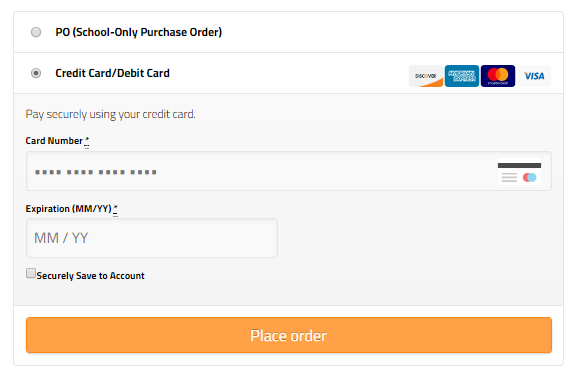 PO (School-Only Purchase Order)
Credit Card/Debit Card DISCOVER AMERICAN EXPRESS mastercard VISA
Pay securely using your credit card.
Card Number *
•••• •••• •••• ••••
Expiration (MM/YY) *
MM / YY
Securely Save to Account
Place order